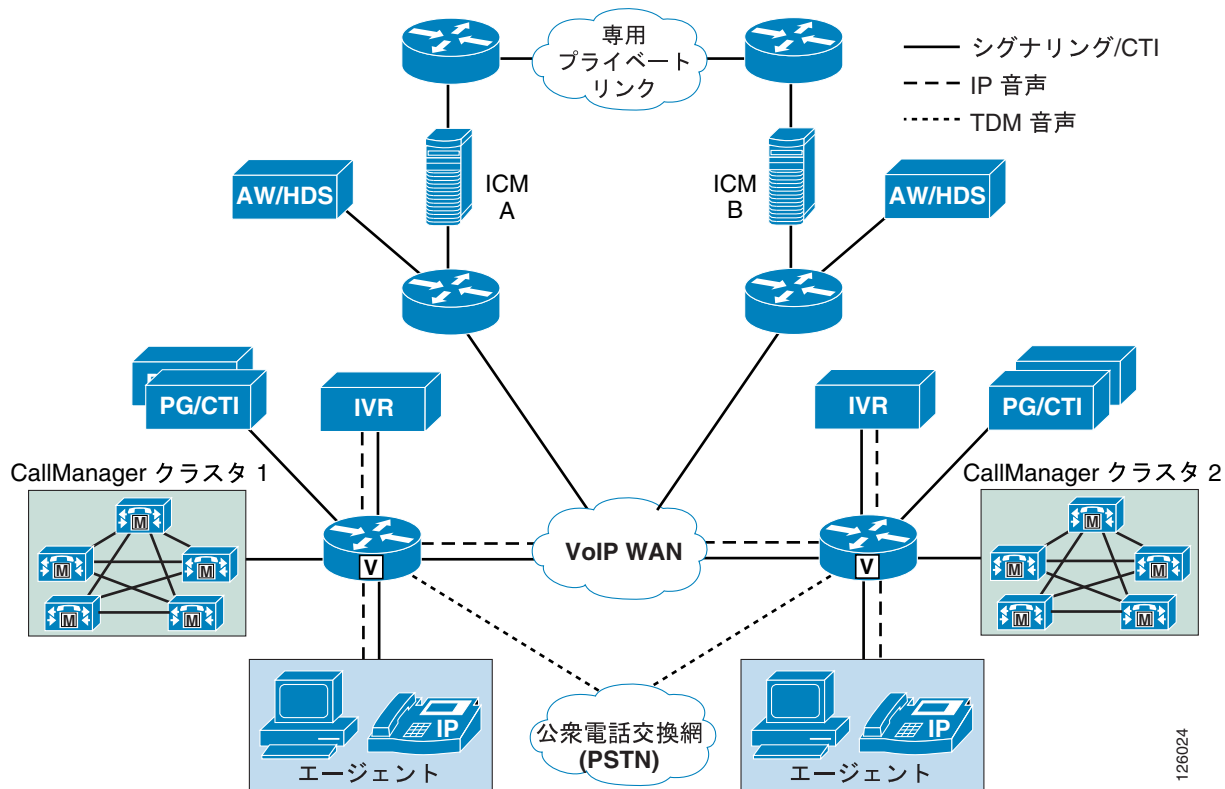 専用
プライベート
リンク
シグナリング/CTI
IP 音声
TDM 音声
AW/HDS
ICM
A
ICM
B
AW/HDS
PG/CTI
IVR
IVR
PG/CTI
CallManager クラスタ 1
CallManager クラスタ 2
M
M
M
M
M
V
VoIP WAN
V
M
M
M
M
M
IP
エージェント
公衆電話交換網
(PSTN)
IP
エージェント
126024